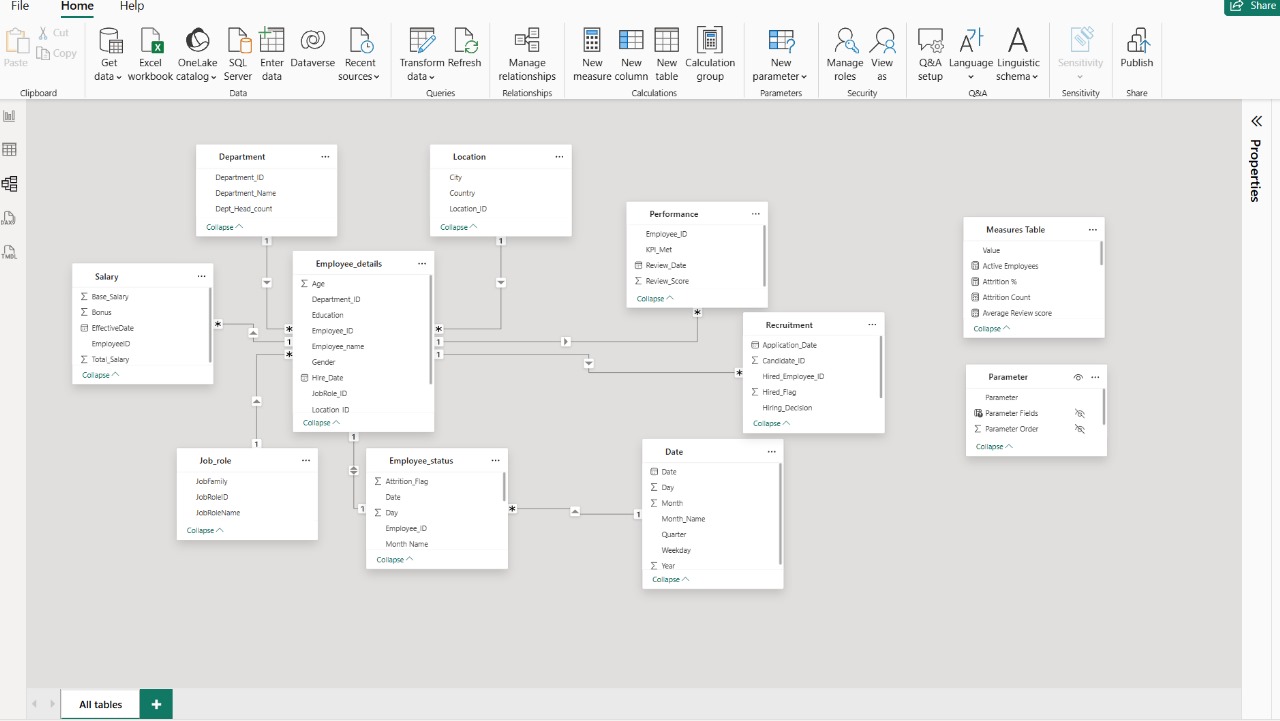 File Home Help
Share
Paste
Cut
Copy
Clipboard
Get data
Excel workbook
OneLake catalog
SQL Server
Enter data
Dataverse
Recent sources
Data
Transform data
Refresh
Queries
Manage relationships
Relationships
New measure
New column
New table
Calculation group
Calculations
New parameter
Parameters
Manage roles
View as
Security
Q&A setup
Language
Linguistic schema
Q&A
Sensitivity
Sensitivity
Publish
Share
DAX
TMDL
Properties
Department
Department_ID
Department_Name
Dept_Head_count
Collapse
Location
City
Country
Location_ID
Collapse
Performance
Employee_ID
KPI_Met
Review_Date
Review_Score
Collapse
Measures Table
Value
Active Employees
Attrition %
Attrition Count
Average Review score
Collapse
Salary
Base_Salary
Bonus
EffectiveDate
EmployeeID
Total_Salary
Collapse
Employee_details
Age
Department_ID
Education
Employee_ID
Employee_name
Gender
Hire_Date
JobRole_ID
Location_ID
Collapse
Recruitment
Application_Date
Candidate_ID
Hired_Employee_ID
Hired_Flag
Hiring_Decision
Collapse
Parameter
Parameter
Parameter Fields
Parameter Order
Collapse
Job_role
JobFamily
JobRoleID
JobRoleName
Collapse
Employee_status
Attrition_Flag
Date
Day
Employee_ID
Month Name
Collapse
Date
Date
Day
Month
Month_Name
Quarter
Weekday
Year
Collapse
1
1
*
*
1
*
*
1
1
*
*
1
1
1
*
1
All tables
+